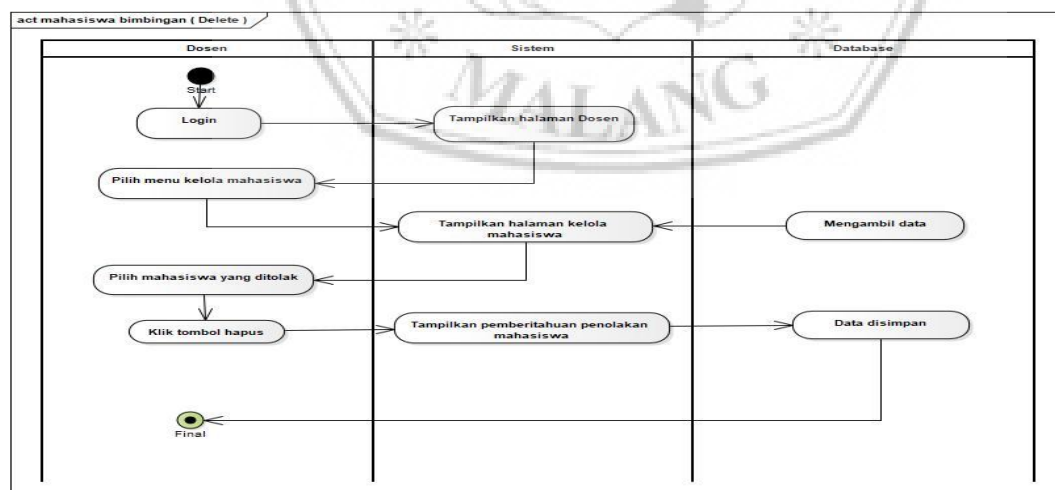 act mahasiswa bimbingan ( Delete )
Dosen
Sistem
Database
Start
Login
Tampilkan halaman Dosen
Pilih menu kelola mahasiswa
Tampilkan halaman kelola
mahasiswa
Mengambil data
Pilih mahasiswa yang ditolak
Klik tombol hapus
Tampilkan pemberitahuan penolakan
mahasiswa
Data disimpan
Final
MALANG